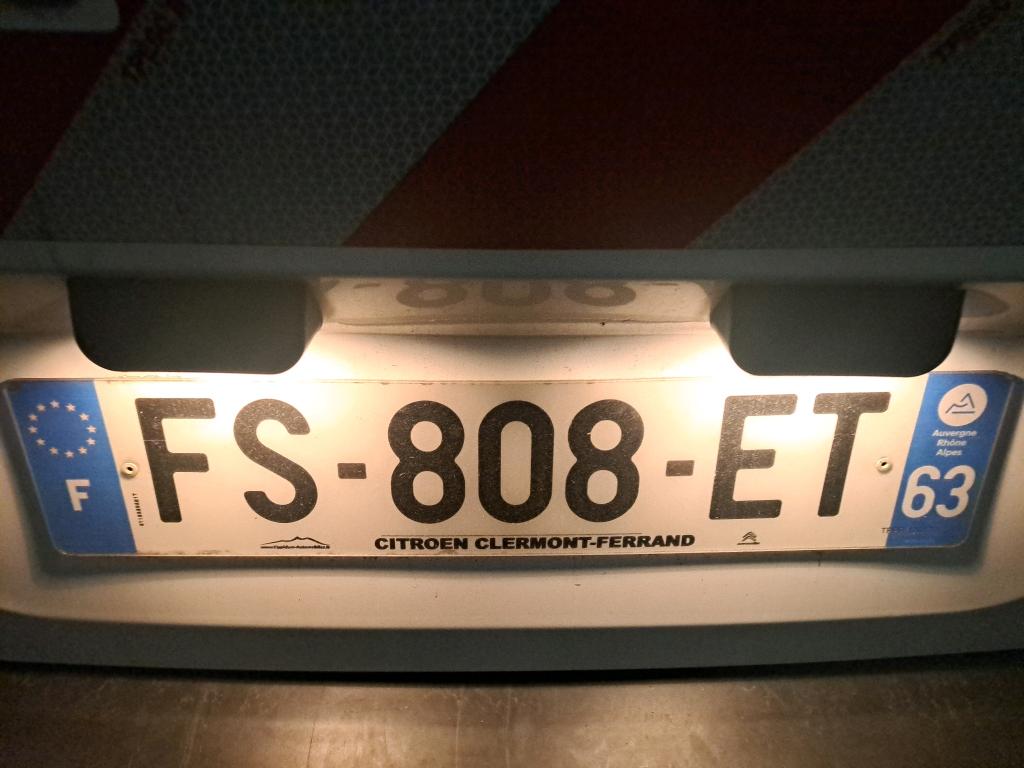 F
FS-808-ET
Auvergne
Rhône
Alpes
63
CITROEN CLERMONT-FERRAND